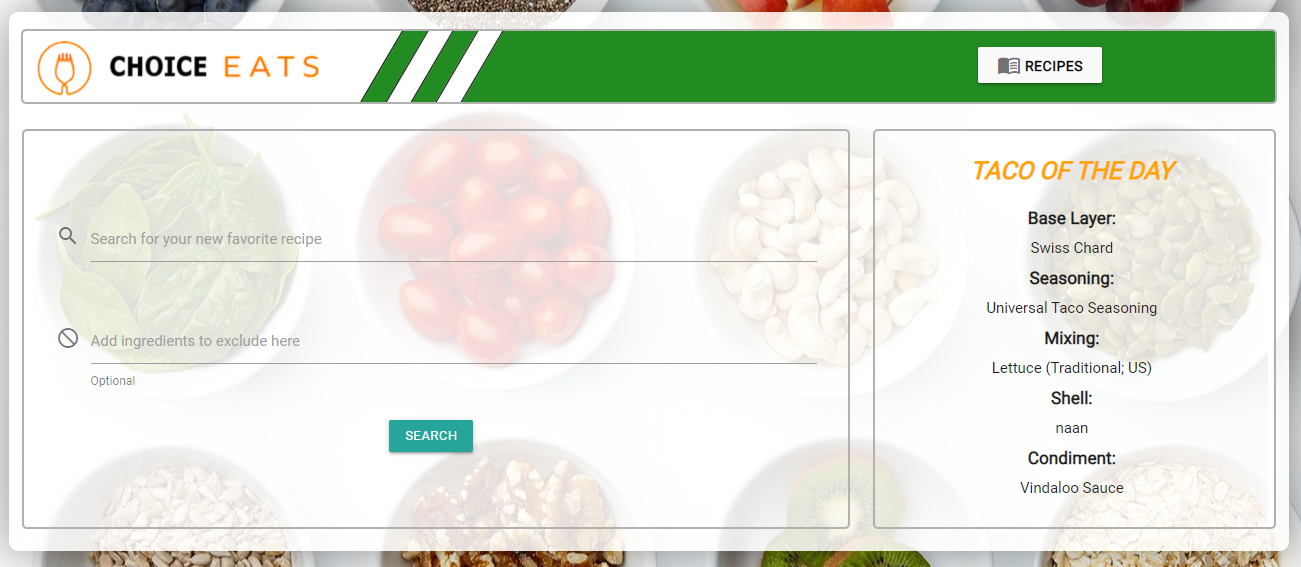 CHOICE EATS
RECIPES
Search for your new favorite recipe
Add ingredients to exclude here
Optional
SEARCH
TACO OF THE DAY
Base Layer:
Swiss Chard
Seasoning:
Universal Taco Seasoning
Mixing:
Lettuce (Traditional; US)
Shell:
naan
Condiment:
Vindaloo Sauce